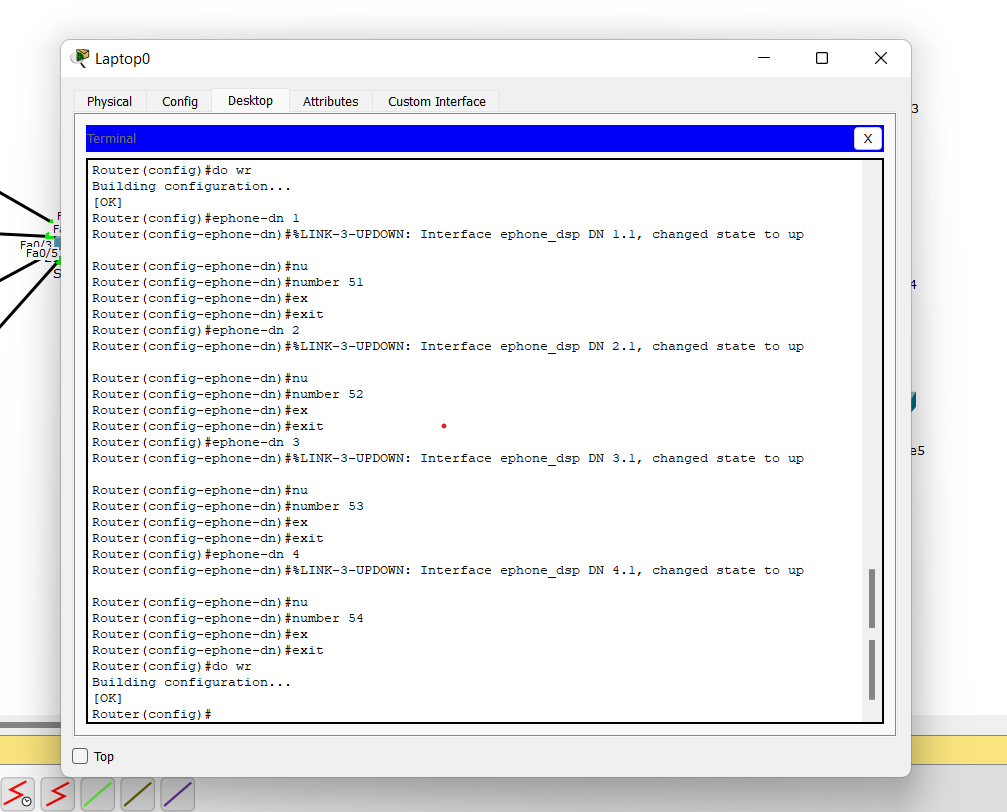 Laptop0
Physical
Config
Desktop
Attributes
Custom Interface
Terminal
X
Router(config)#do wr
Building configuration...
[OK]
Router(config)#ephone-dn 1
Router(config-ephone-dn)#%LINK-3-UPDOWN: Interface ephone_dsp DN 1.1, changed state to up
Router(config-ephone-dn)#nu
Router(config-ephone-dn)#number 51
Router(config-ephone-dn)#ex
Router(config-ephone-dn)#exit
Router(config)#ephone-dn 2
Router(config-ephone-dn)#%LINK-3-UPDOWN: Interface ephone_dsp DN 2.1, changed state to up
Router(config-ephone-dn)#nu
Router(config-ephone-dn)#number 52
Router(config-ephone-dn)#ex
Router(config-ephone-dn)#exit
Router(config)#ephone-dn 3
Router(config-ephone-dn)#%LINK-3-UPDOWN: Interface ephone_dsp DN 3.1, changed state to up
Router(config-ephone-dn)#nu
Router(config-ephone-dn)#number 53
Router(config-ephone-dn)#ex
Router(config-ephone-dn)#exit
Router(config)#ephone-dn 4
Router(config-ephone-dn)#%LINK-3-UPDOWN: Interface ephone_dsp DN 4.1, changed state to up
Router(config-ephone-dn)#nu
Router(config-ephone-dn)#number 54
Router(config-ephone-dn)#ex
Router(config-ephone-dn)#exit
Router(config)#do wr
Building configuration...
[OK]
Router(config)#
Top
Fa0/3
Fa0/5
3
4
e5